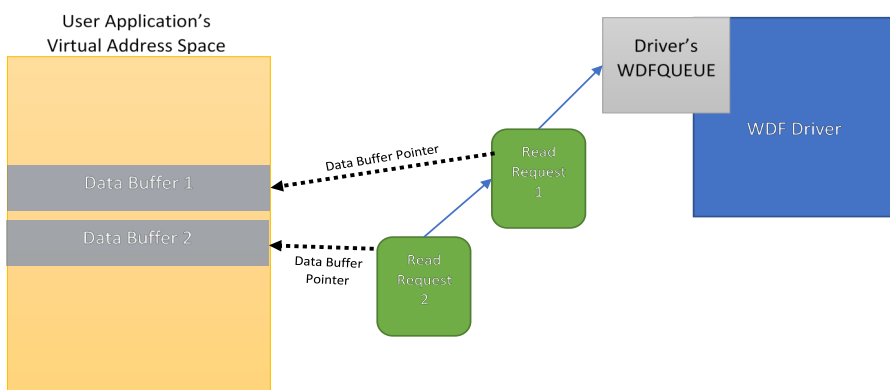 User Application's
Virtual Address Space
Driver's
WDFQUEUE
WDF Driver
Data Buffer Pointer
Read
Request
1
Data Buffer 1
Data Buffer 2
Data Buffer
Pointer
Read
Request
2